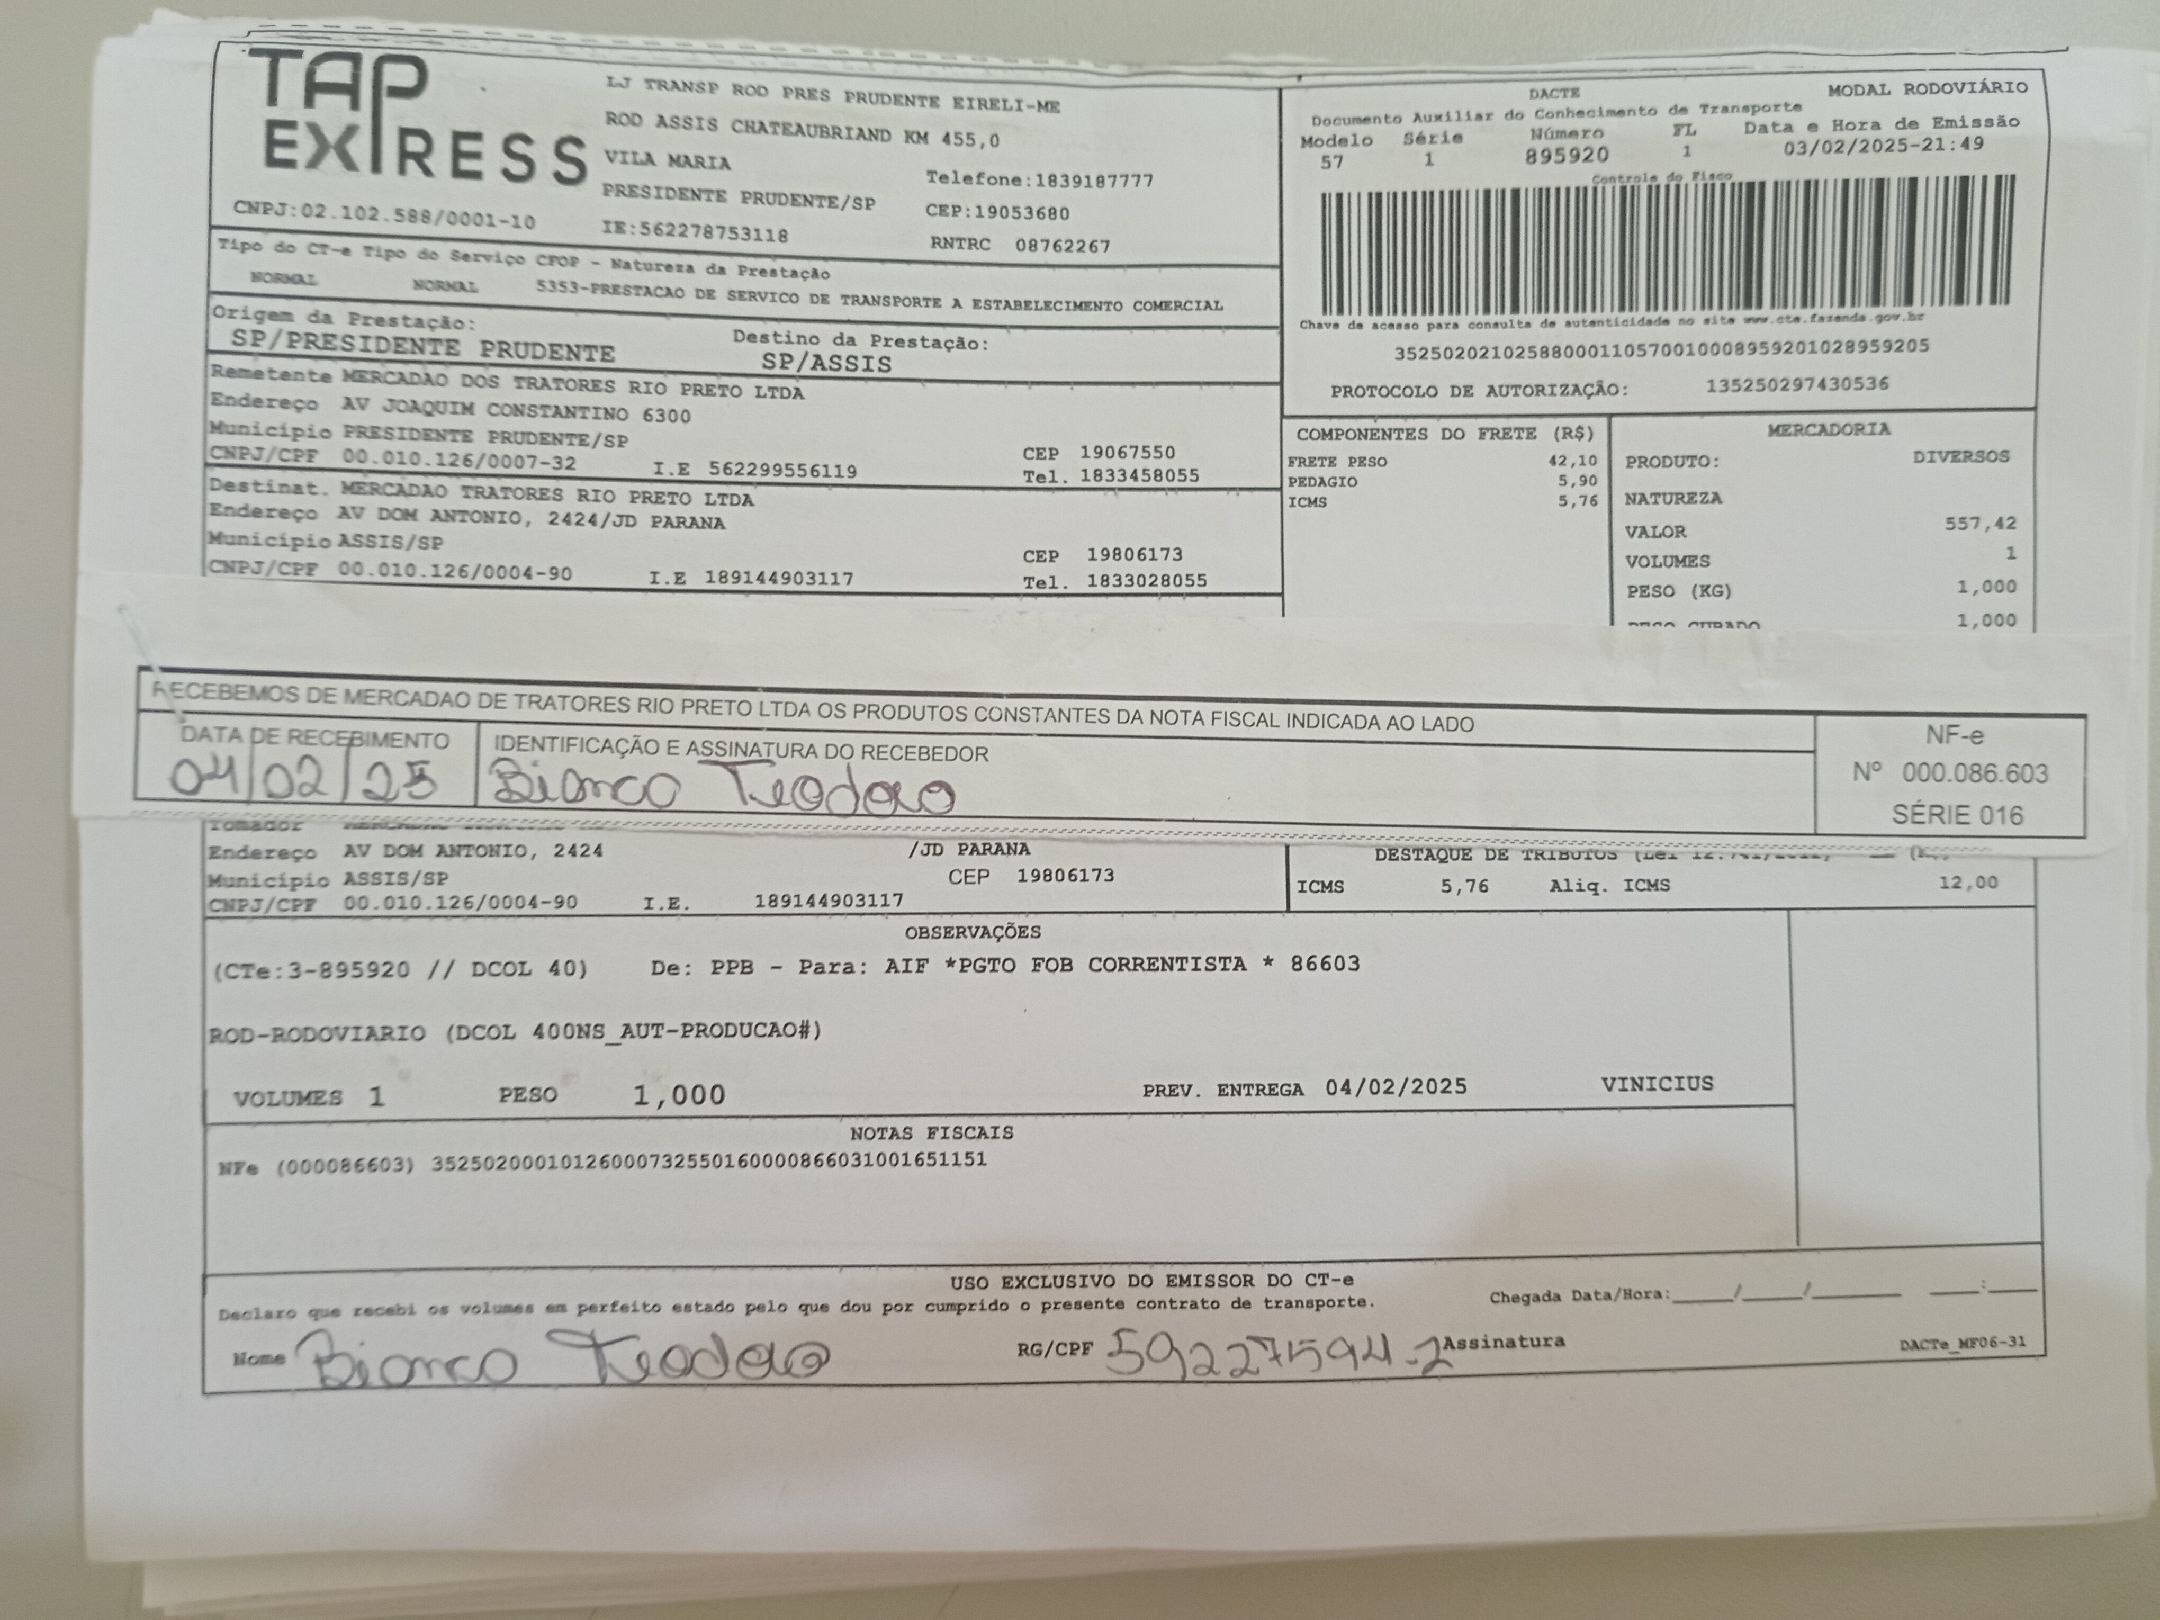 TAP EXPRESS
LJ TRANSP ROD PRES PRUDENTE EIRELI-ME
ROD ASSIS CHATEAUBRIAND KM 455,0
VILA MARIA
Telefone:1839187777
PRESIDENTE PRUDENTE/SP CEP:19053680
CNPJ:02.102.588/0001-10 IE:562278753118 RNTRC 08762267
DACTE MODAL RODOVIÁRIO
Documento Auxiliar do Conhecimento de Transporte
Modelo Série Número FL Data e Hora de Emissão
57 1 895920 1 03/02/2025-21:49
Controle do Fisco
Chave de acesso para consulta de autenticidade no site www.cte.fazenda.gov.br
35250202102588000110570010008959201028959205
PROTOCOLO DE AUTORIZAÇÃO: 135250297430536
Tipo do CT-e Tipo do Serviço CFOP - Natureza da Prestação
NORMAL NORMAL 5353-PRESTACAO DE SERVICO DE TRANSPORTE A ESTABELECIMENTO COMERCIAL
Origem da Prestação: Destino da Prestação:
SP/PRESIDENTE PRUDENTE SP/ASSIS
Remetente MERCADAO DOS TRATORES RIO PRETO LTDA
Endereço AV JOAQUIM CONSTANTINO 6300
Município PRESIDENTE PRUDENTE/SP CEP 19067550
CNPJ/CPF 00.010.126/0007-32 I.E 562299556119 Tel. 1833458055
Destinat. MERCADAO TRATORES RIO PRETO LTDA
Endereço AV DOM ANTONIO, 2424/JD PARANA
Município ASSIS/SP CEP 19806173
CNPJ/CPF 00.010.126/0004-90 I.E 189144903117 Tel. 1833028055
COMPONENTES DO FRETE (R$)
FRETE PESO 42,10
PEDAGIO 5,90
ICMS 5,76
MERCADORIA
PRODUTO: DIVERSOS
NATUREZA
VALOR 557,42
VOLUMES 1
PESO (KG) 1,000
PESO CUBADO 1,000
RECEBEMOS DE MERCADAO DE TRATORES RIO PRETO LTDA OS PRODUTOS CONSTANTES DA NOTA FISCAL INDICADA AO LADO
DATA DE RECEBIMENTO IDENTIFICAÇÃO E ASSINATURA DO RECEBEDOR
04/02/25 Bianco Teodoro
NF-e
Nº 000.086.603
SÉRIE 016
Tomador
Endereço AV DOM ANTONIO, 2424 /JD PARANA
Município ASSIS/SP CEP 19806173
CNPJ/CPF 00.010.126/0004-90 I.E. 189144903117
DESTAQUE DE TRIBUTOS
ICMS 5,76 Aliq. ICMS 12,00
OBSERVAÇÕES
(CTe:3-895920 // DCOL 40) De: PPB - Para: AIF *PGTO FOB CORRENTISTA * 86603
ROD-RODOVIARIO (DCOL 400NS_AUT-PRODUCAO#)
VOLUMES 1 PESO 1,000 PREV. ENTREGA 04/02/2025 VINICIUS
NOTAS FISCAIS
NFe (000086603) 35250200010126000732550160000866031001651151
USO EXCLUSIVO DO EMISSOR DO CT-e
Declaro que recebi os volumes em perfeito estado pelo que dou por cumprido o presente contrato de transporte. Chegada Data/Hora:____/____/______ ___:___
Nome Bianco Teodoro RG/CPF 59227594-2 Assinatura DACTe_MF06-31